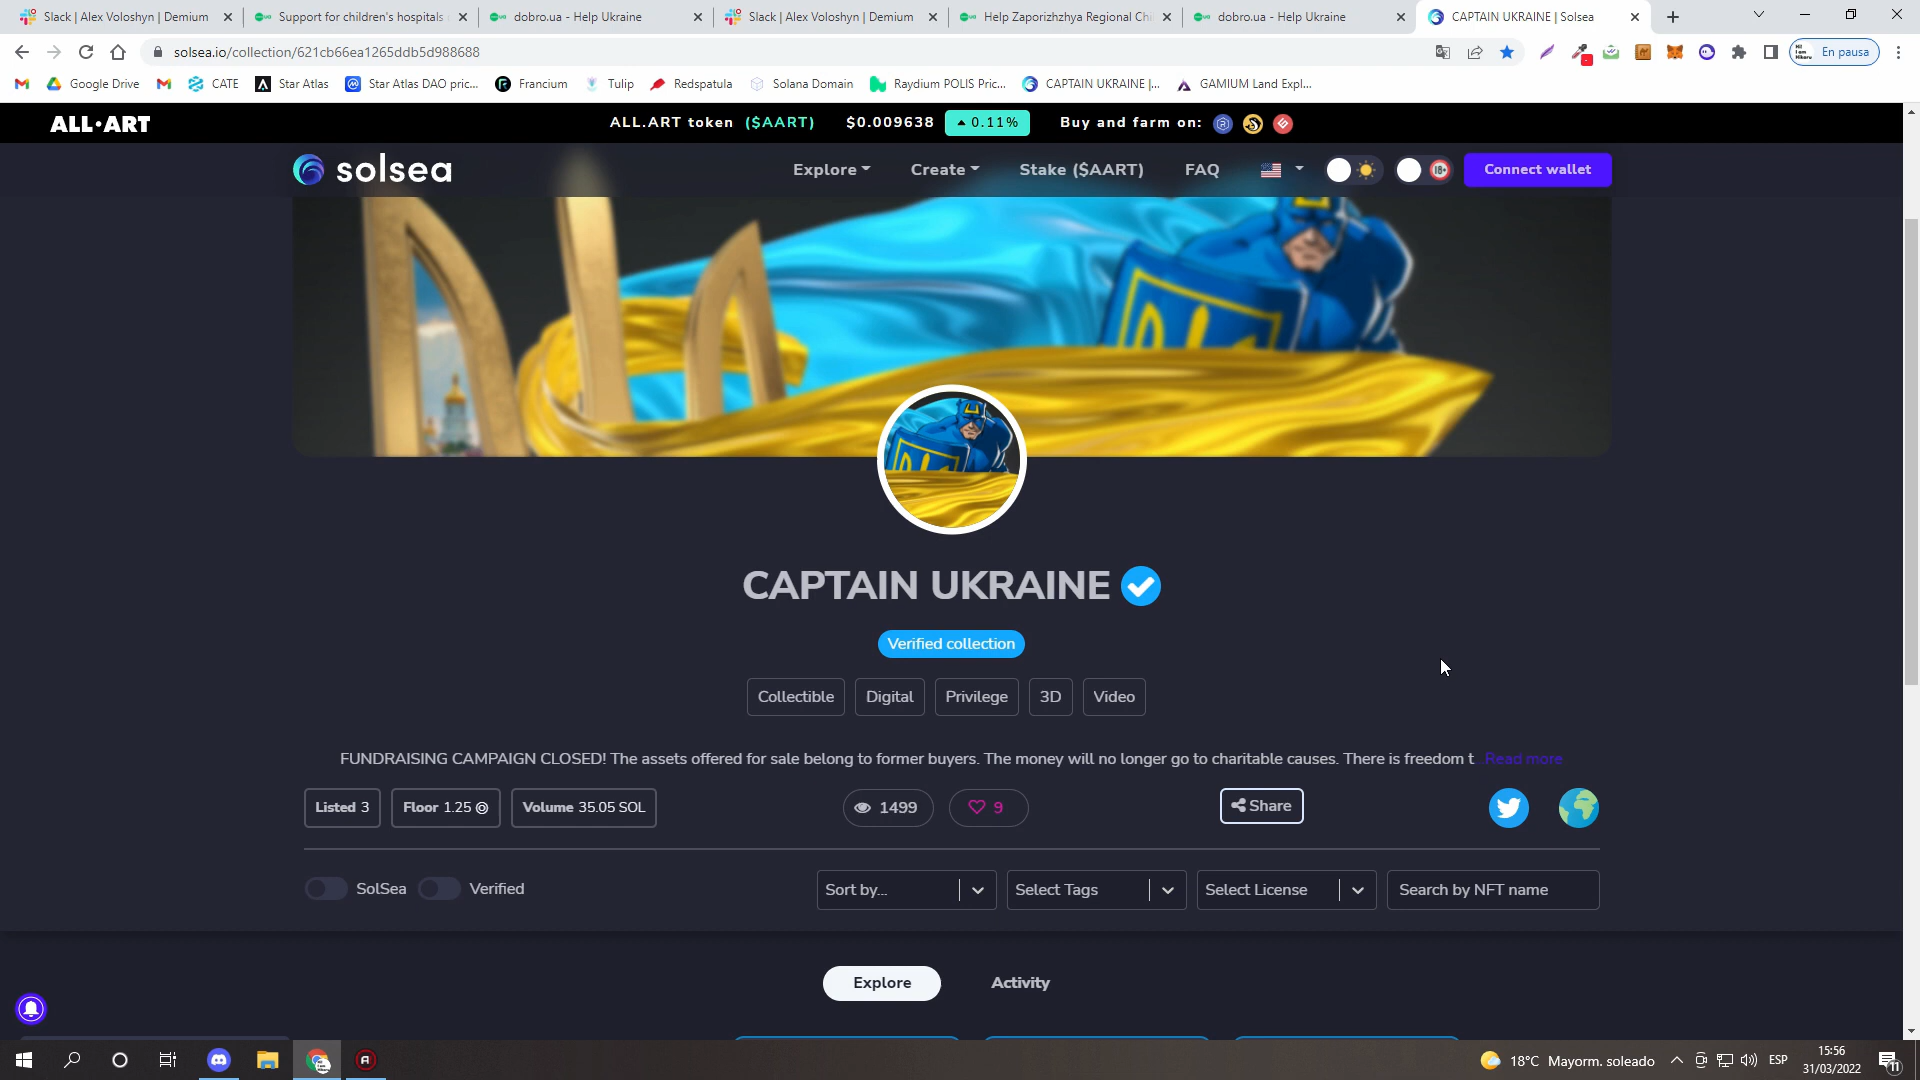 Slack | Alex Voloshyn | Demium
Support for children's hospitals
dobro.ua - Help Ukraine
Slack | Alex Voloshyn | Demium
Help Zaporizhzhya Regional Chi
dobro.ua - Help Ukraine
CAPTAIN UKRAINE | Solsea
solsea.io/collection/621cb66ea1265ddb5d988688
En pausa
Google Drive
CATE
Star Atlas
Star Atlas DAO pric...
Francium
Tulip
Redspatula
Solana Domain
Raydium POLIS Pric...
CAPTAIN UKRAINE |...
GAMIUM Land Expl...
ALL•ART
ALL.ART token ($AART) $0.009638 0.11% Buy and farm on:
solsea
Explore
Create
Stake ($AART)
FAQ
18+
Connect wallet
CAPTAIN UKRAINE
Verified collection
Collectible
Digital
Privilege
3D
Video
FUNDRAISING CAMPAIGN CLOSED! The assets offered for sale belong to former buyers. The money will no longer go to charitable causes. There is freedom t... Read more
Listed 3
Floor 1.25
Volume 35.05 SOL
1499
9
Share
SolSea
Verified
Sort by...
Select Tags
Select License
Search by NFT name
Explore
Activity
18°C Mayorm. soleado
ESP
15:56
31/03/2022
11